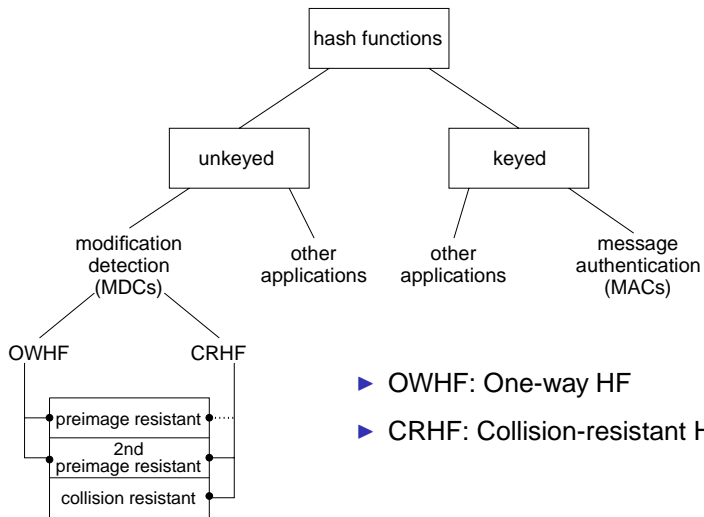 hash functions
unkeyed
keyed
modification
detection
(MDCs)
other
applications
other
applications
message
authentication
(MACs)
OWHF
CRHF
preimage resistant
2nd
preimage resistant
collision resistant
► OWHF: One-way HF
► CRHF: Collision-resistant H